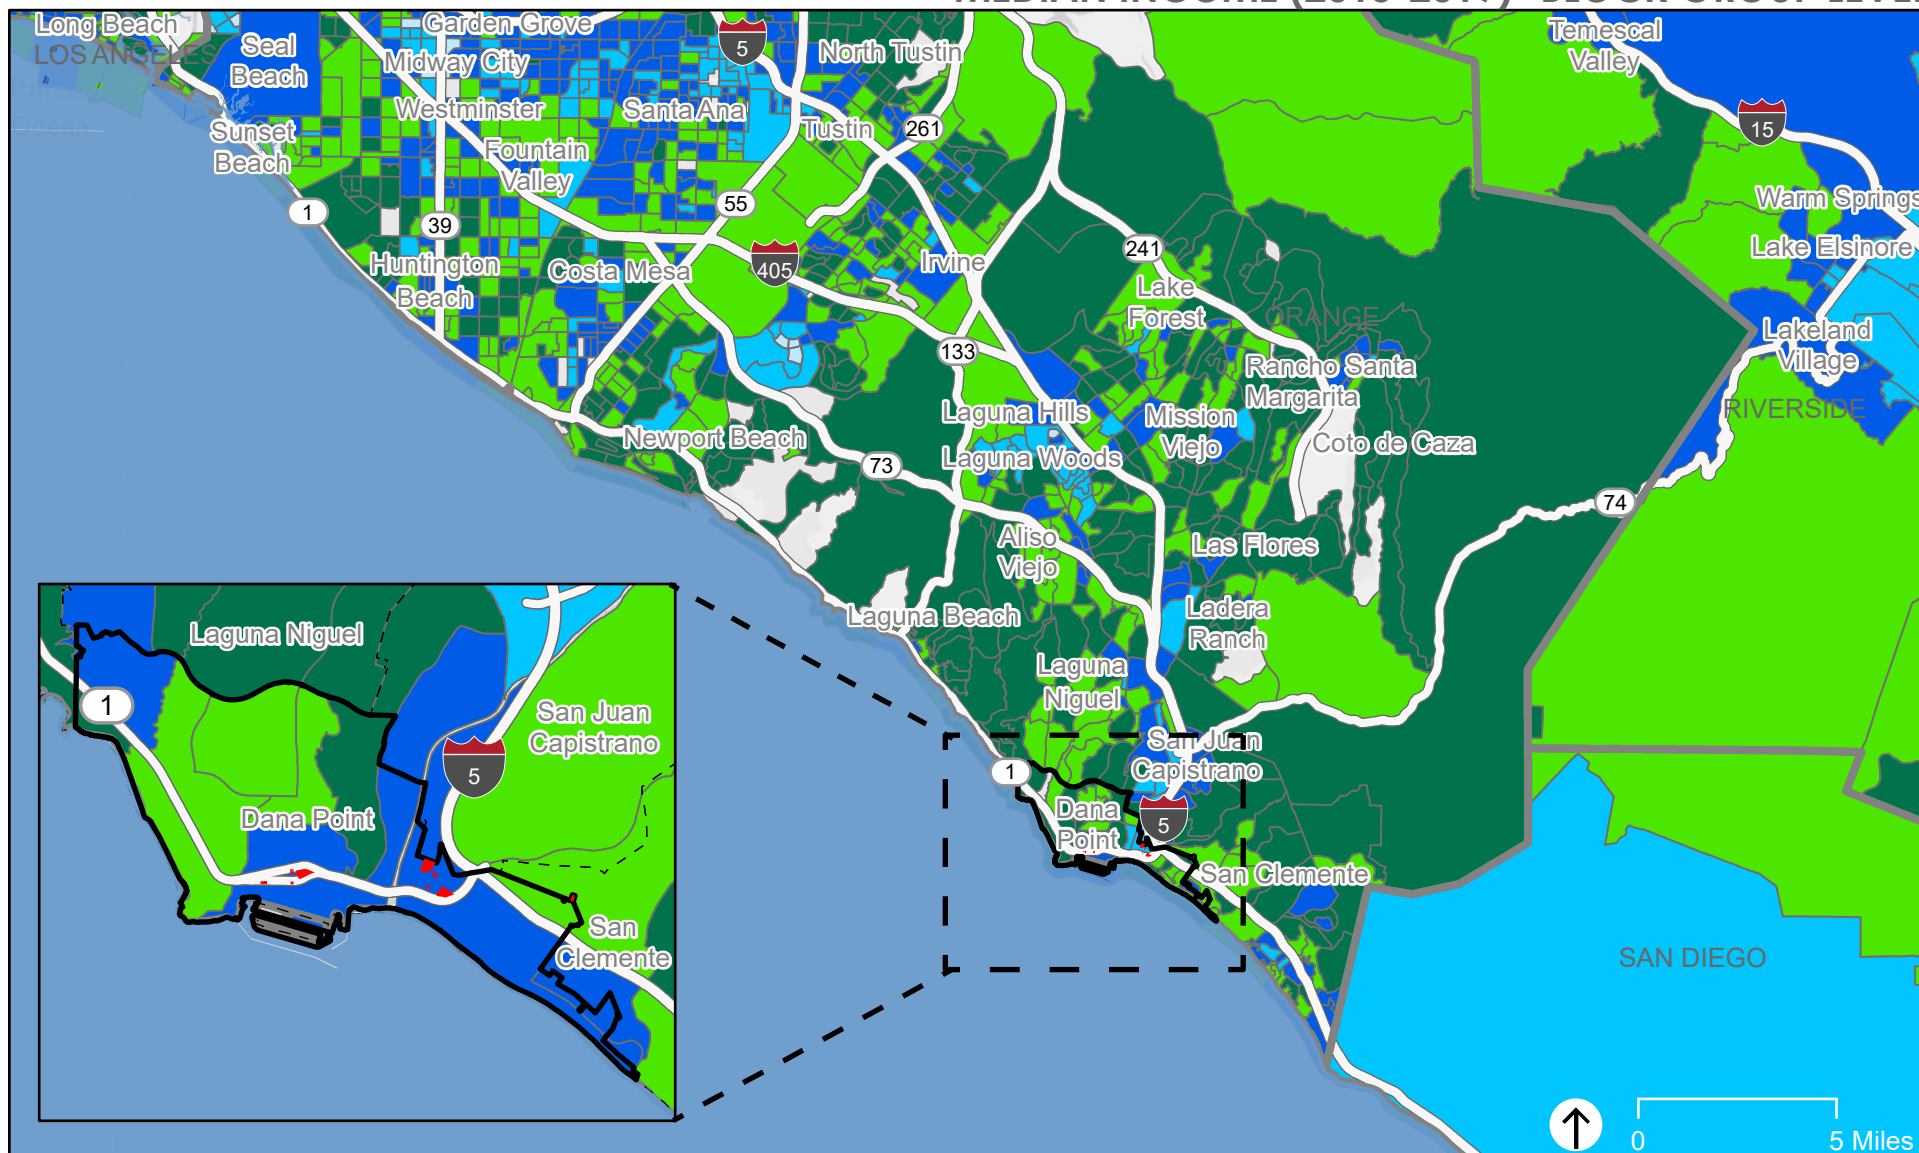 Long Beach
LOS ANGELES
Seal
Beach
Sunset
Beach
Garden Grove
Midway City
Westminster
Fountain
Valley
Santa Ana
5
North Tustin
Tustin
261
55
1
39
Huntington
Beach
Costa Mesa
405
Irvine
241
Lake
Forest
ORANGE
133
Rancho Santa
Margarita
Laguna Hills
Mission
Viejo
Newport Beach
Laguna Woods
Coto de Caza
73
74
Aliso
Viejo
Las Flores
Laguna Beach
Ladera
Ranch
Laguna
Niguel
San Juan
Capistrano
1
Dana
Point
5
San Clemente
Temescal
Valley
15
Warm Springs
Lake Elsinore
Lakeland
Village
RIVERSIDE
SAN DIEGO
Laguna Niguel
1
San Juan
Capistrano
5
Dana Point
San
Clemente
0 5 Miles